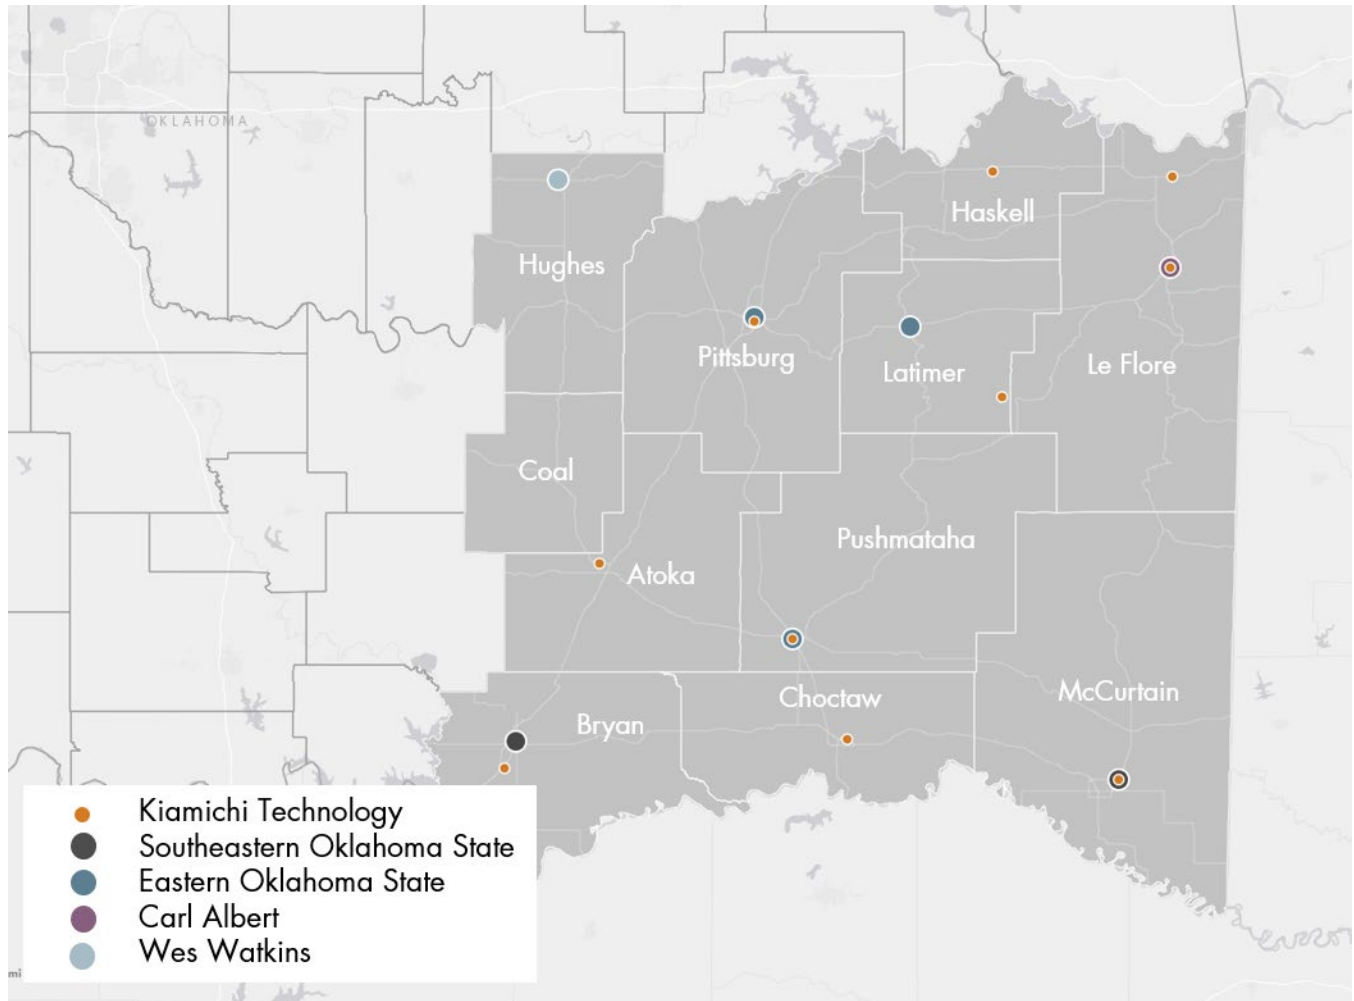 OKLAHOMA
Haskell
Hughes
Pittsburg
Latimer
Le Flore
Coal
Pushmataha
Atoka
McCurtain
Choctaw
Bryan
Kiamichi Technology
Southeastern Oklahoma State
Eastern Oklahoma State
Carl Albert
Wes Watkins
mi